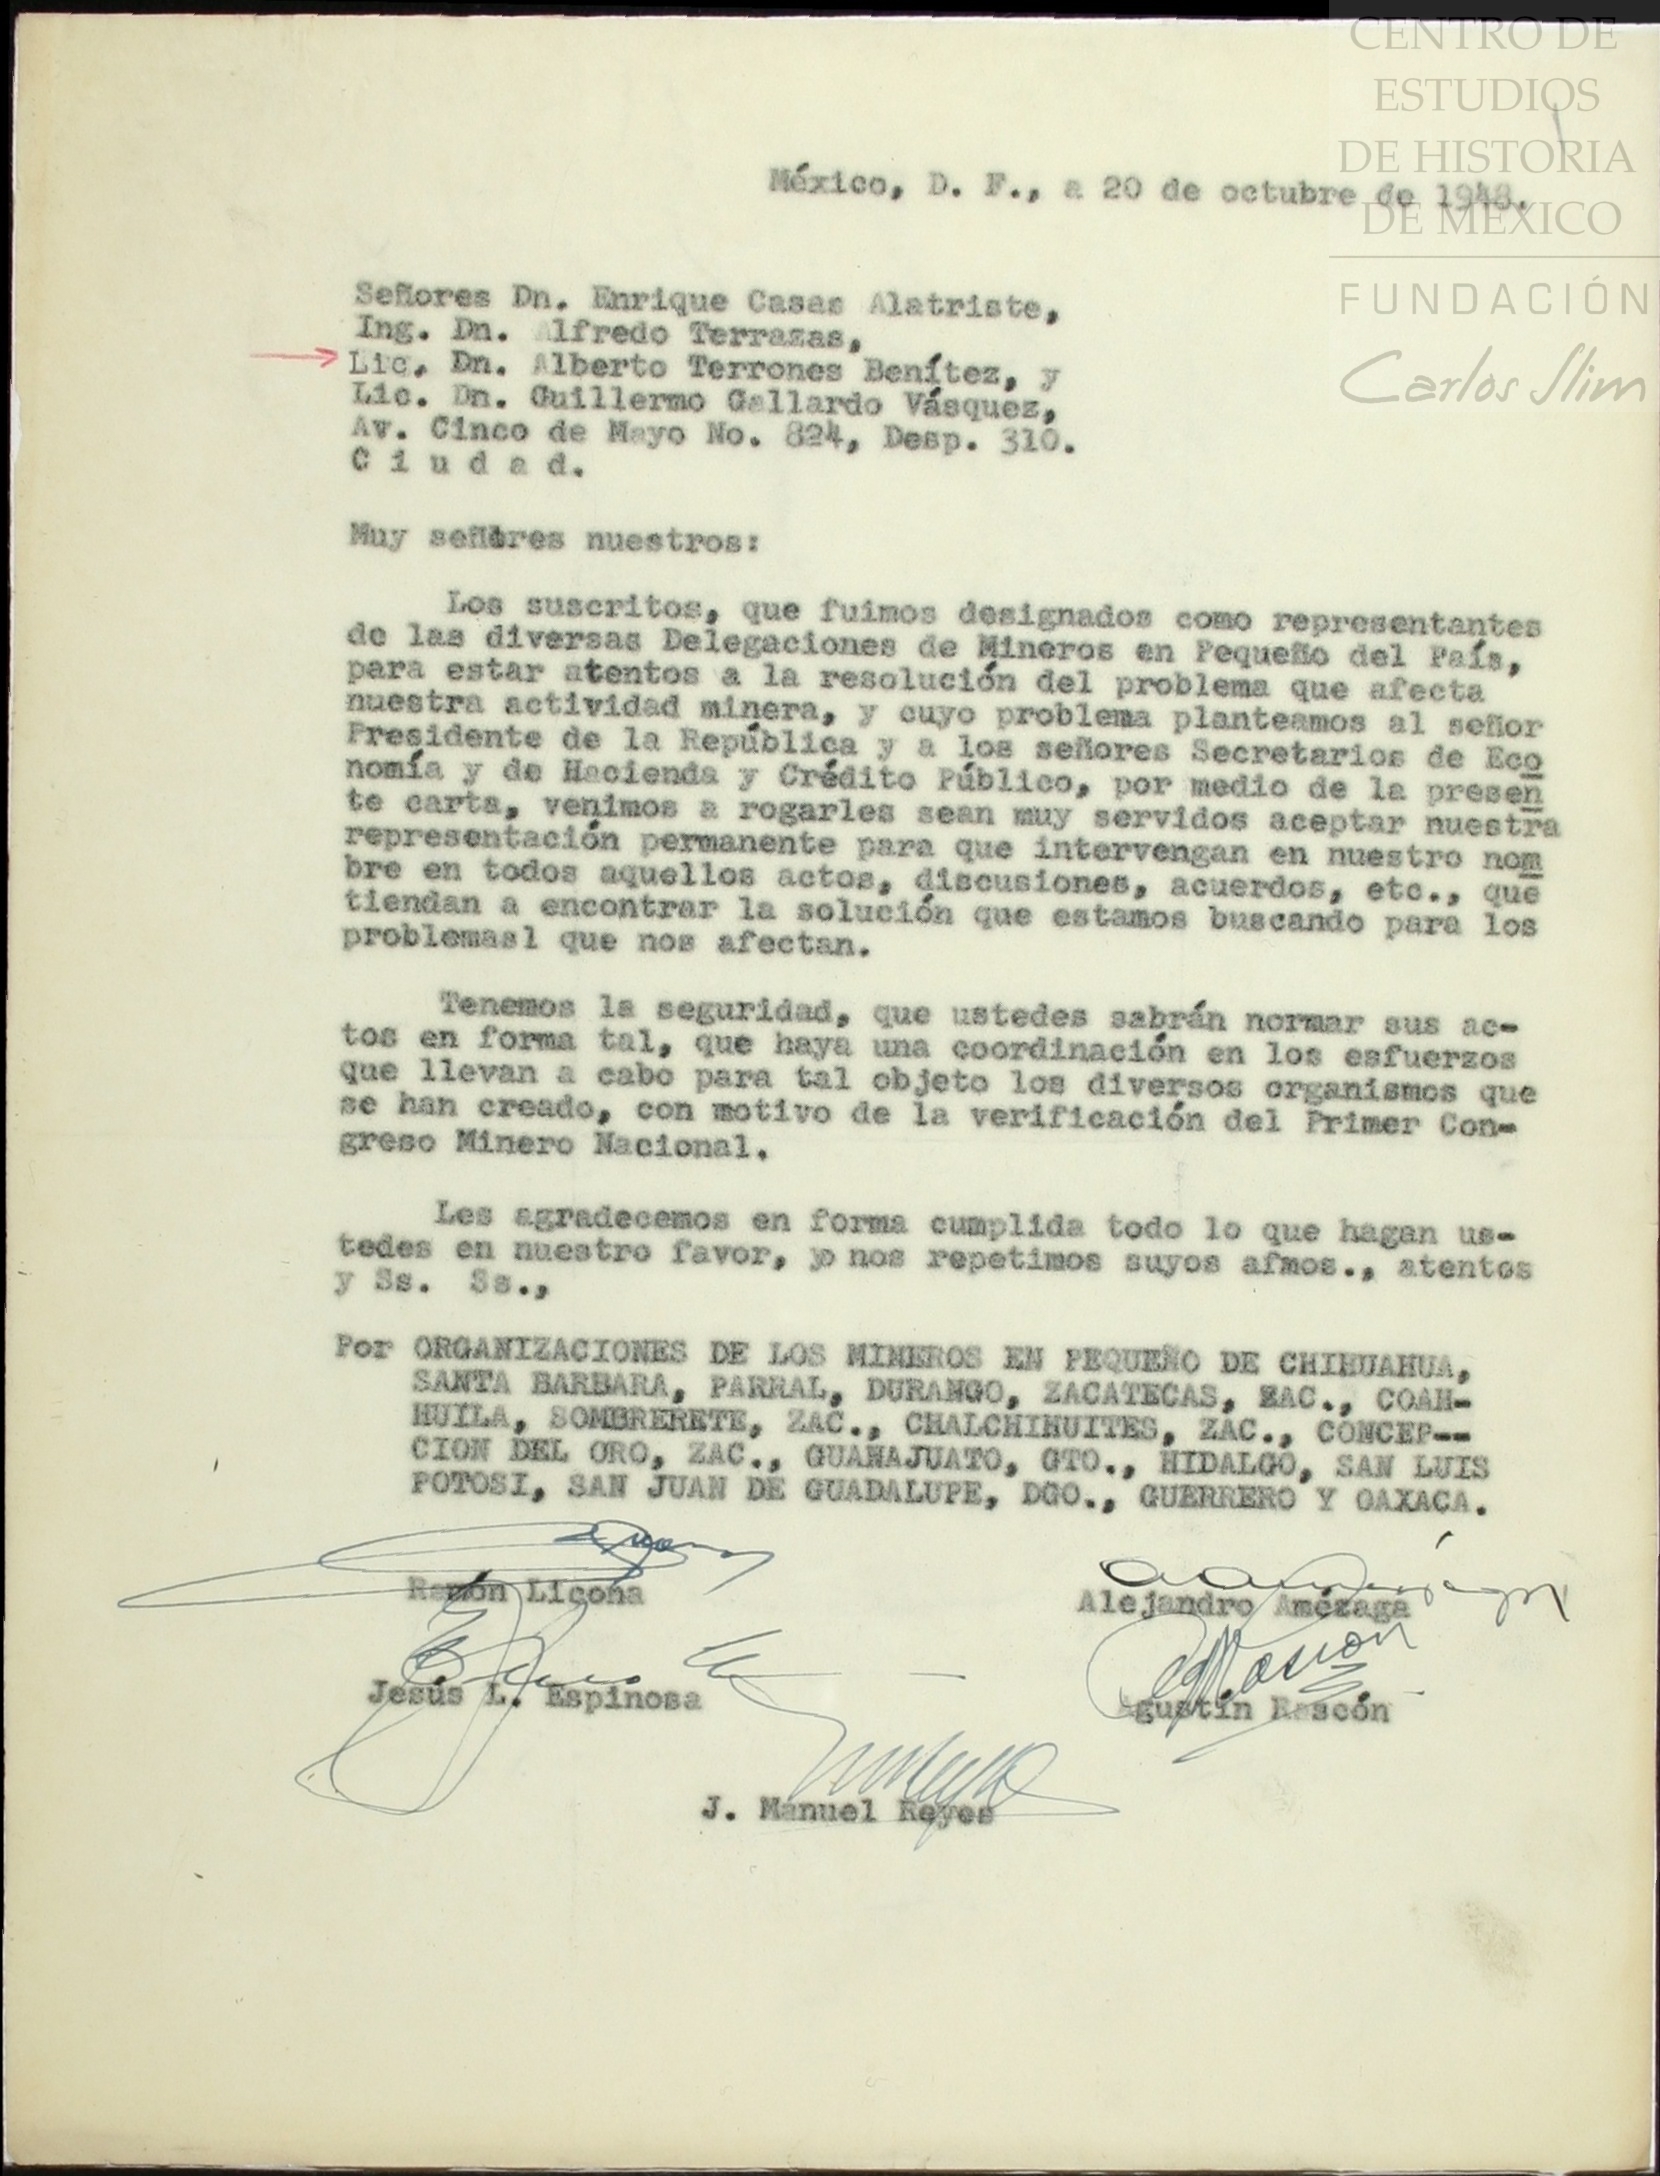 CENTRO DE
ESTUDIOS
DE HISTORIA
DE MÉXICO
FUNDACIÓN
Carlos Slim
México, D. F., a 20 de octubre de 1948.
Señores Dn. Enrique Casas Alatriste,
Ing. Dn. Alfredo Terrazas,
Lic. Dn. Alberto Terrones Benítez, y
Lic. Dn. Guillermo Gallardo Vásquez,
Av. Cinco de Mayo No. 824, Desp. 310.
C i u d a d.
Muy señores nuestros:
Los suscritos, que fuimos designados como representantes
de las diversas Delegaciones de Mineros en Pequeño del País,
para estar atentos a la resolución del problema que afecta
nuestra actividad minera, y cuyo problema planteamos al señor
Presidente de la República y a los señores Secretarios de Eco
nomía y de Hacienda y Crédito Público, por medio de la presen
te carta, venimos a rogarles sean muy servidos aceptar nuestra
representación permanente para que intervengan en nuestro nom
bre en todos aquellos actos, discusiones, acuerdos, etc., que
tiendan a encontrar la solución que estamos buscando para los
problemasl que nos afectan.
Tenemos la seguridad, que ustedes sabrán normar sus ac-
tos en forma tal, que haya una coordinación en los esfuerzos
que llevan a cabo para tal objeto los diversos organismos que
se han creado, con motivo de la verificación del Primer Con-
greso Minero Nacional.
Les agradecemos en forma cumplida todo lo que hagan us-
tedes en nuestro favor, y nos repetimos suyos afmos., atentos
y Ss. Ss.,
Por ORGANIZACIONES DE LOS MINEROS EN PEQUEÑO DE CHIHUAHUA,
SANTA BARBARA, PARRAL, DURANGO, ZACATECAS, ZAC., COAH-
HUILA, SOMBRERETE, ZAC., CHALCHIHUITES, ZAC., CONCEP--
CION DEL ORO, ZAC., GUANAJUATO, GTO., HIDALGO, SAN LUIS
POTOSI, SAN JUAN DE GUADALUPE, DGO., GUERRERO Y OAXACA.
Ramón Licona
Alejandro Amézaga
Jesús L. Espinosa
Agustín Rascón
J. Manuel Reyes